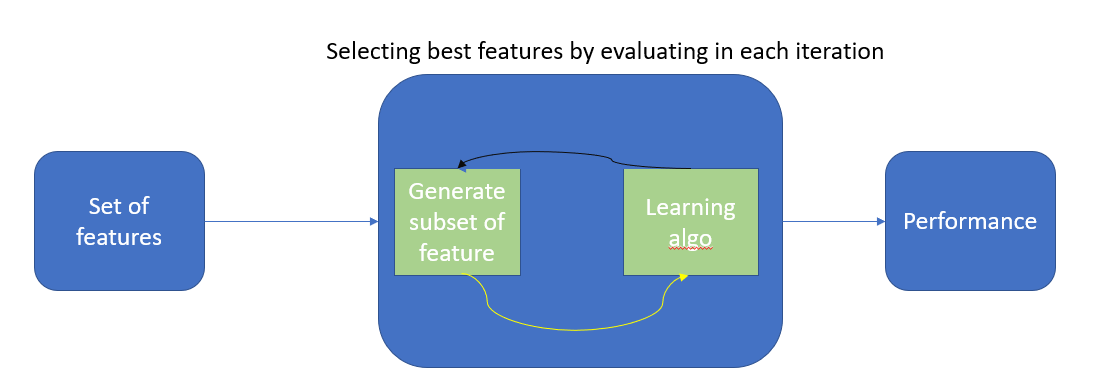 Selecting best features by evaluating in each iteration
Set of
features
Generate
subset of
feature
Learning
algo
Performance